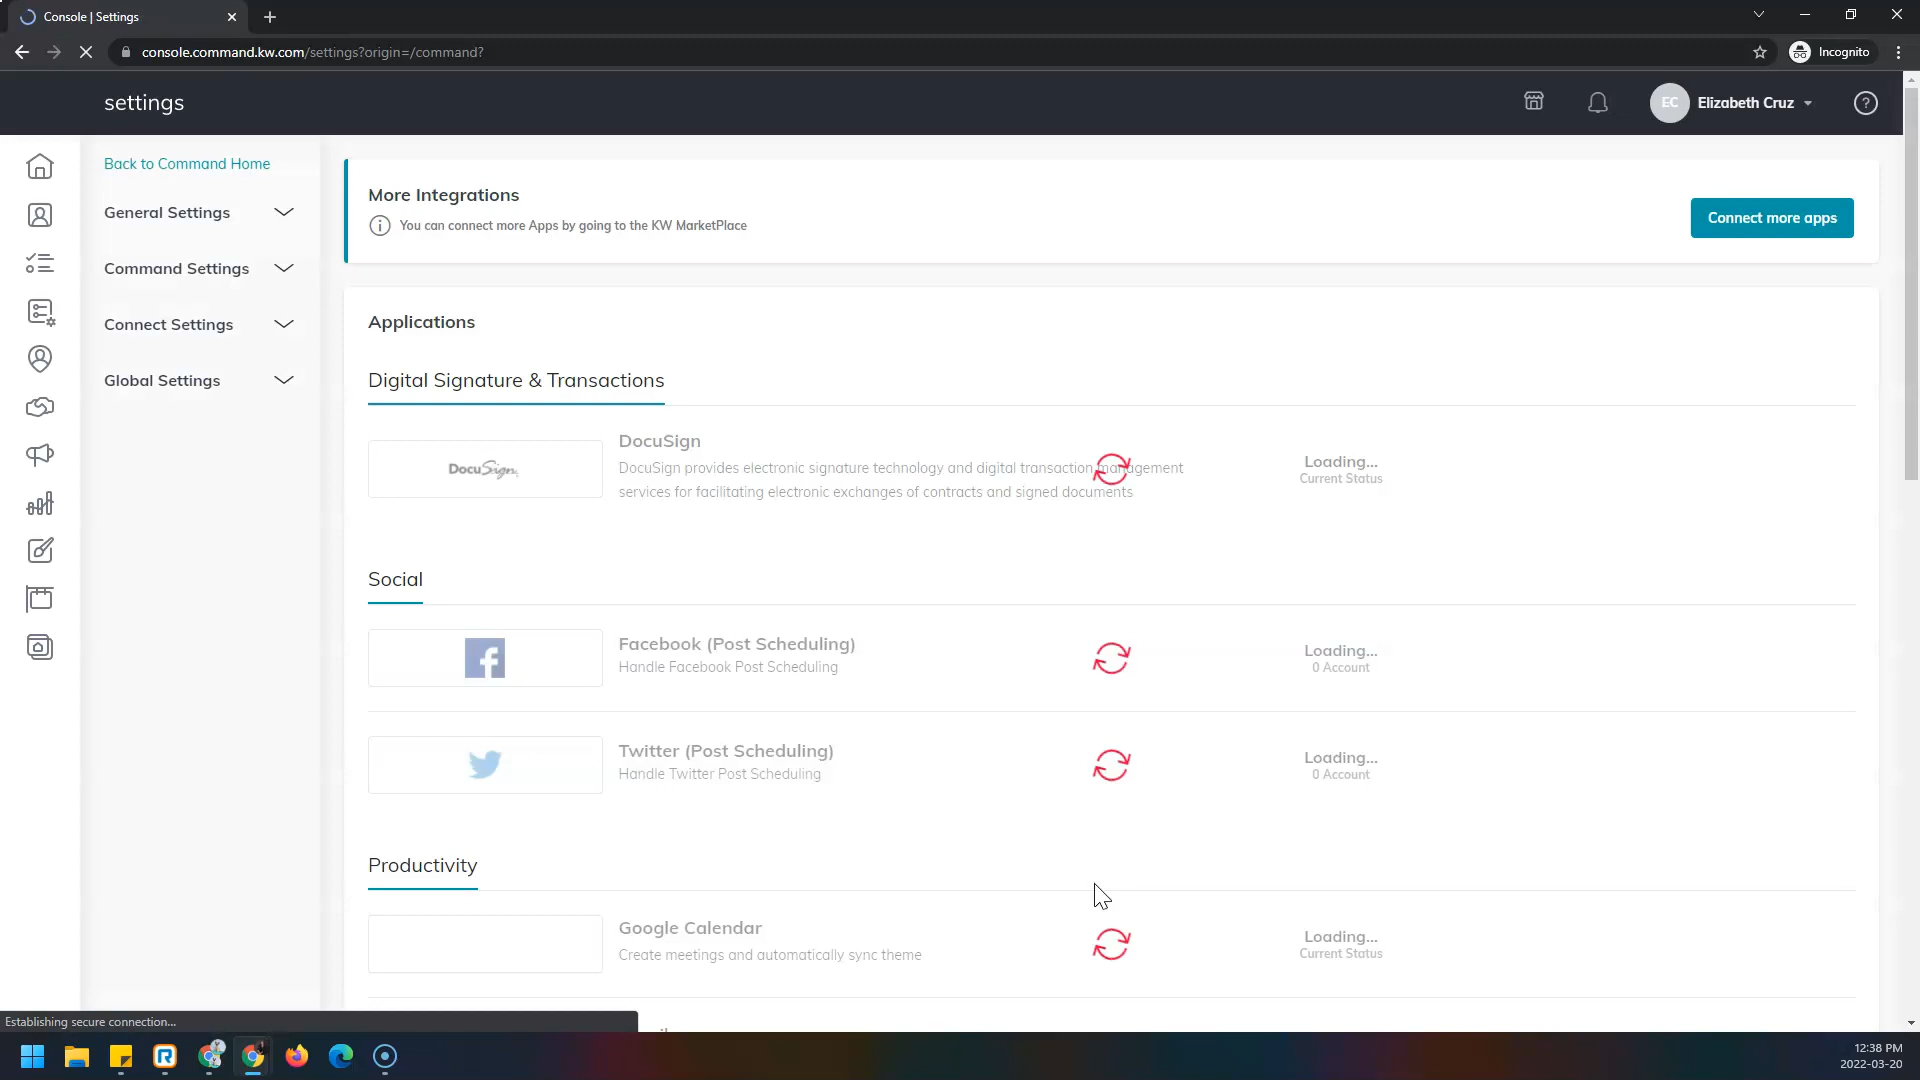 Console | Settings
console.command.kw.com/settings?origin=/command?
Incognito
settings
EC
Elizabeth Cruz
Back to Command Home
General Settings
Command Settings
Connect Settings
Global Settings
More Integrations
You can connect more Apps by going to the KW MarketPlace
Connect more apps
Applications
Digital Signature & Transactions
DocuSign
DocuSign
DocuSign provides electronic signature technology and digital transaction management
services for facilitating electronic exchanges of contracts and signed documents
Loading...
Current Status
Social
Facebook (Post Scheduling)
Handle Facebook Post Scheduling
Loading...
0 Account
Twitter (Post Scheduling)
Handle Twitter Post Scheduling
Loading...
0 Account
Productivity
Google Calendar
Create meetings and automatically sync theme
Loading...
Current Status
Establishing secure connection...
12:38 PM
2022-03-20